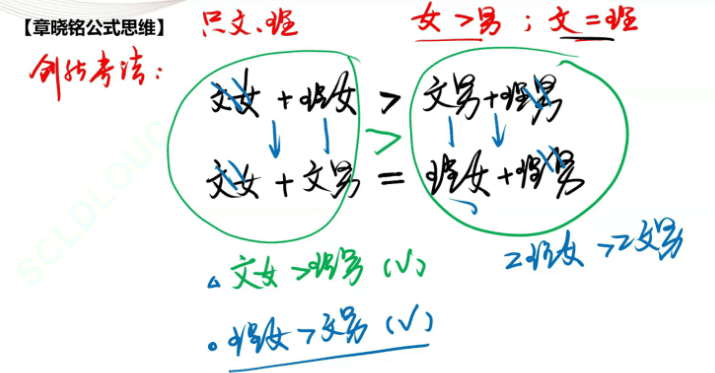 【章晓铭公式思维】 只文、理 女>男；文=理
创新考法：
文女+理女>文男+理男
>
文女+文男=理女+理男
2理女>2文男
△文女>理男（√）
○理女>文男（√）
SCLDLOUC